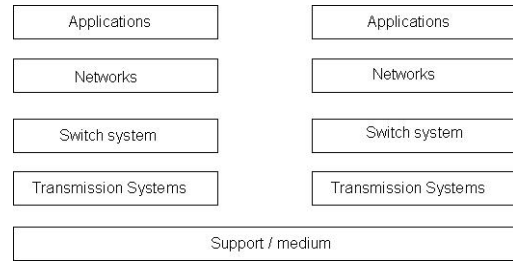 Applications
Applications
Networks
Networks
Switch system
Switch system
Transmission Systems
Transmission Systems
Support / medium